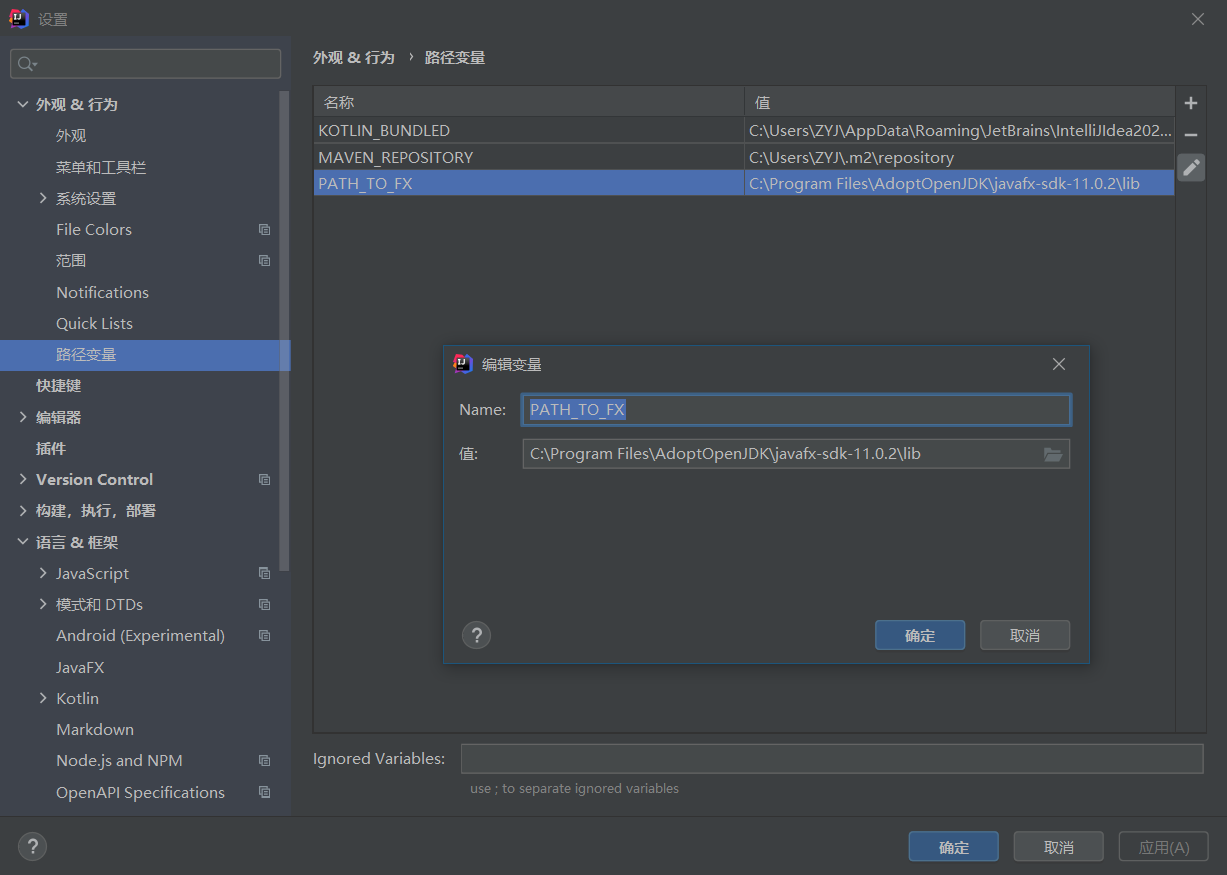 设置
外观 & 行为
外观
菜单和工具栏
系统设置
File Colors
范围
Notifications
Quick Lists
路径变量
快捷键
编辑器
插件
Version Control
构建，执行，部署
语言 & 框架
JavaScript
模式和 DTDs
Android (Experimental)
JavaFX
Kotlin
Markdown
Node.js and NPM
OpenAPI Specifications
外观 & 行为 › 路径变量
名称 值
KOTLIN_BUNDLED C:\Users\ZYJ\AppData\Roaming\JetBrains\IntelliJIdea202...
MAVEN_REPOSITORY C:\Users\ZYJ\.m2\repository
PATH_TO_FX C:\Program Files\AdoptOpenJDK\javafx-sdk-11.0.2\lib
编辑变量
Name: PATH_TO_FX
值: C:\Program Files\AdoptOpenJDK\javafx-sdk-11.0.2\lib
? 确定 取消
Ignored Variables:
use ; to separate ignored variables
? 确定 取消 应用(A)